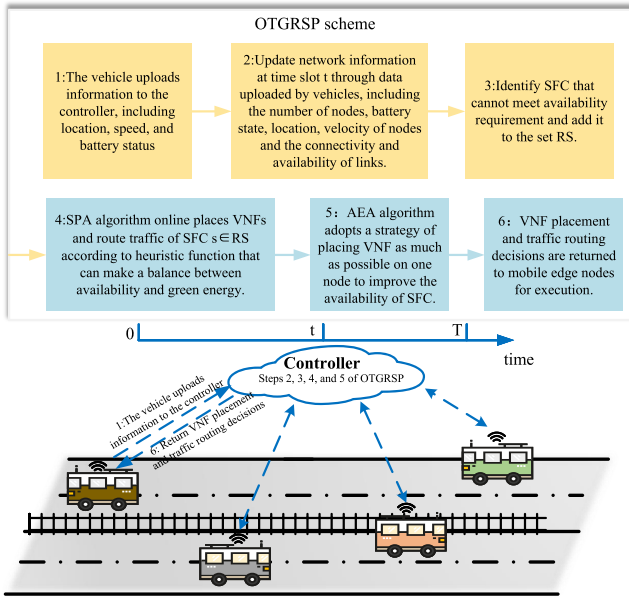 OTGRSP scheme
1:The vehicle uploads
information to the
controller, including
location, speed, and
battery status
2:Update network information
at time slot t through data
uploaded by vehicles, including
the number of nodes, battery
state, location, velocity of nodes
and the connectivity and
availability of links.
3:Identify SFC that
cannot meet availability
requirement and add it
to the set RS.
4:SPA algorithm online places VNFs
and route traffic of SFC s∈RS
according to heuristic function that
can make a balance between
availability and green energy.
5：AEA algorithm
adopts a strategy of
placing VNF as much
as possible on one
node to improve the
availability of SFC.
6：VNF placement
and traffic routing
decisions are returned
to mobile edge nodes
for execution.
0
t
T
time
Controller
Steps 2, 3, 4, and 5 of OTGRSP
1:The vehicle uploads
information to the controller
6: Return VNF placement
and traffic routing decisions